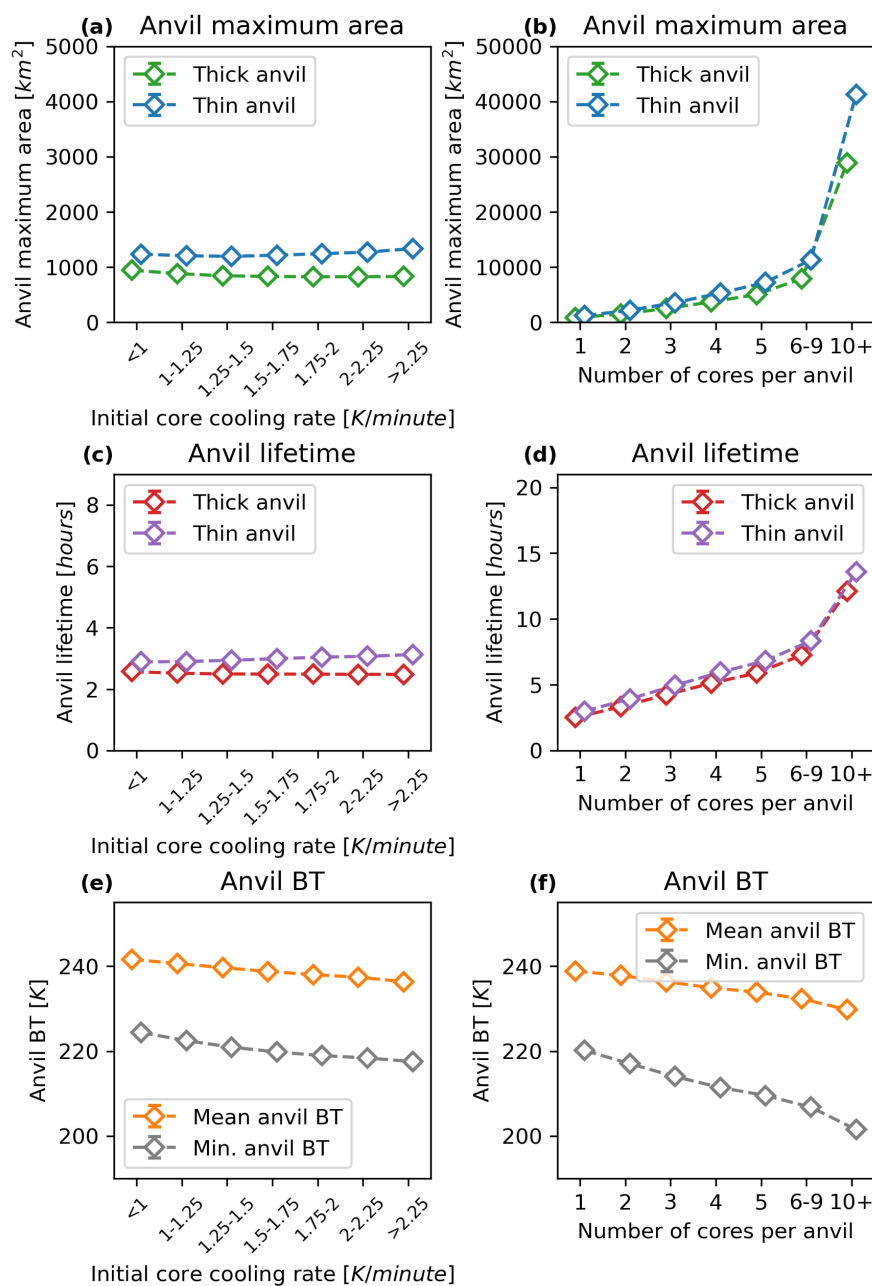 (a) Anvil maximum area
Anvil maximum area [km²]
5000
4000
3000
2000
1000
0
Thick anvil
Thin anvil
<1
1-1.25
1.25-1.5
1.5-1.75
1.75-2
2-2.25
>2.25
Initial core cooling rate [K/minute]
(b) Anvil maximum area
Anvil maximum area [km²]
50000
40000
30000
20000
10000
0
Thick anvil
Thin anvil
1 2 3 4 5 6-9 10+
Number of cores per anvil
(c) Anvil lifetime
Anvil lifetime [hours]
8
6
4
2
0
Thick anvil
Thin anvil
<1
1-1.25
1.25-1.5
1.5-1.75
1.75-2
2-2.25
>2.25
Initial core cooling rate [K/minute]
(d) Anvil lifetime
Anvil lifetime [hours]
20
15
10
5
0
Thick anvil
Thin anvil
1 2 3 4 5 6-9 10+
Number of cores per anvil
(e) Anvil BT
Anvil BT [K]
240
220
200
Mean anvil BT
Min. anvil BT
<1
1-1.25
1.25-1.5
1.5-1.75
1.75-2
2-2.25
>2.25
Initial core cooling rate [K/minute]
(f) Anvil BT
Anvil BT [K]
240
220
200
Mean anvil BT
Min. anvil BT
1 2 3 4 5 6-9 10+
Number of cores per anvil